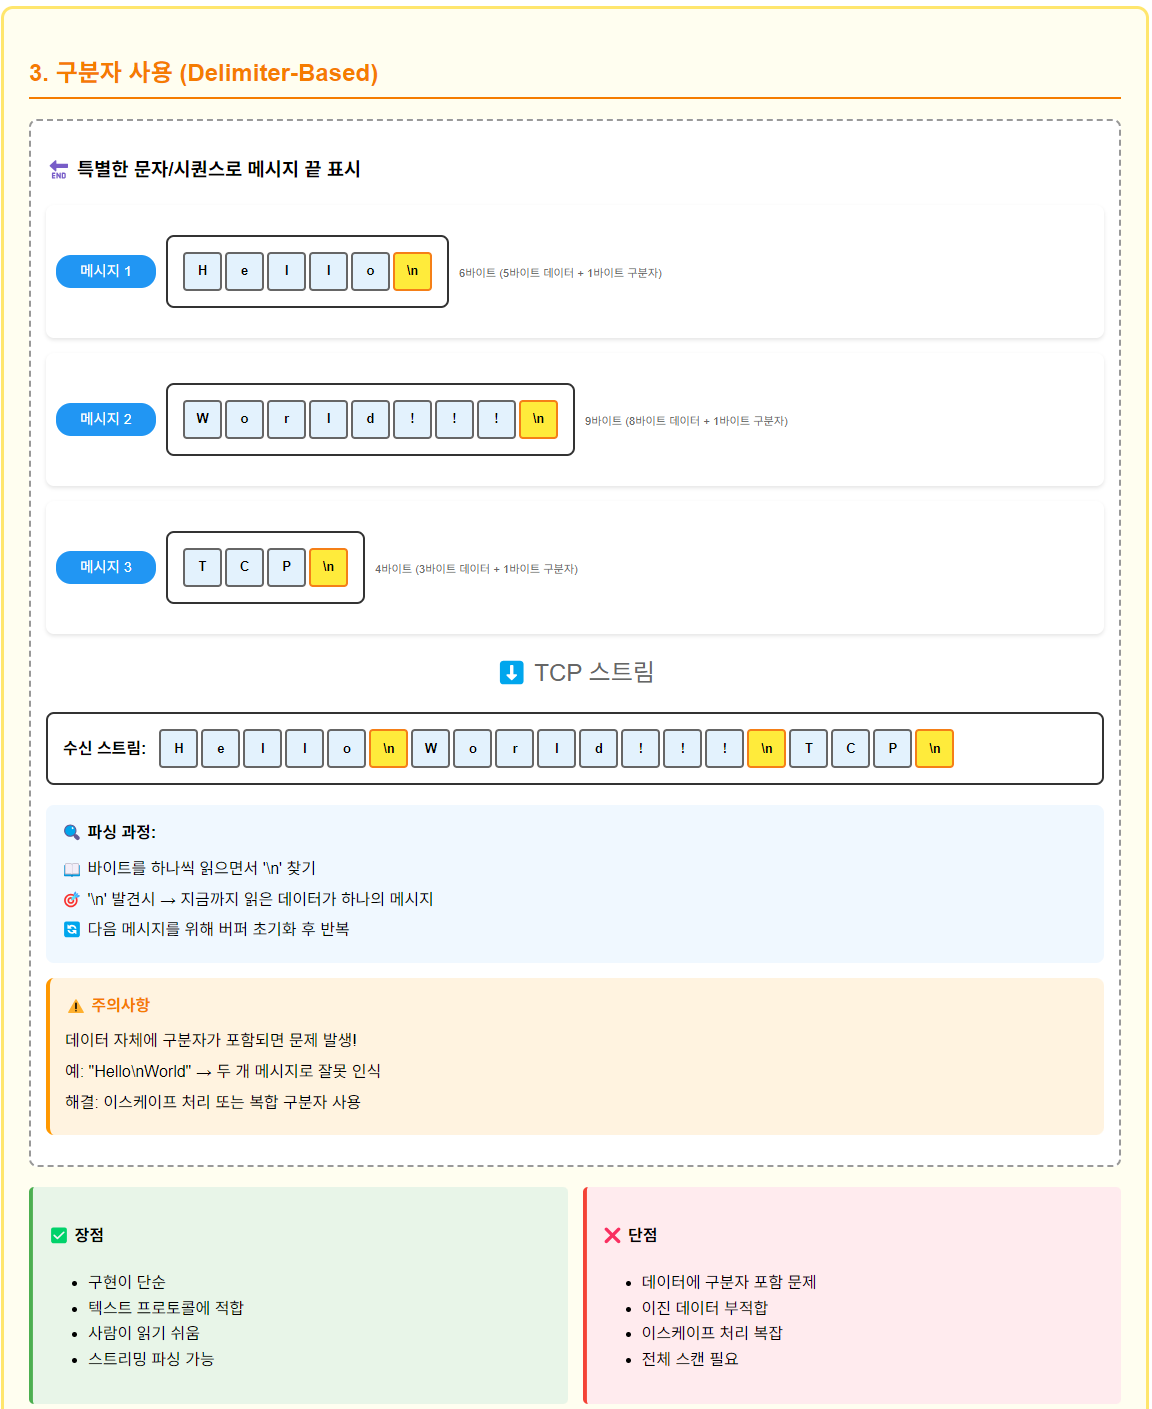 3. 구분자 사용 (Delimiter-Based)
END 특별한 문자/시퀀스로 메시지 끝 표시
메시지 1 H e l l o \n 6바이트 (5바이트 데이터 + 1바이트 구분자)
메시지 2 W o r l d ! ! ! \n 9바이트 (8바이트 데이터 + 1바이트 구분자)
메시지 3 T C P \n 4바이트 (3바이트 데이터 + 1바이트 구분자)
⬇️ TCP 스트림
수신 스트림: H e l l o \n W o r l d ! ! ! \n T C P \n
🔍 파싱 과정:
📖 바이트를 하나씩 읽으면서 '\n' 찾기
🎯 '\n' 발견시 → 지금까지 읽은 데이터가 하나의 메시지
🔄 다음 메시지를 위해 버퍼 초기화 후 반복
⚠️ 주의사항
데이터 자체에 구분자가 포함되면 문제 발생!
예: "Hello\nWorld" → 두 개 메시지로 잘못 인식
해결: 이스케이프 처리 또는 복합 구분자 사용
✅ 장점
• 구현이 단순
• 텍스트 프로토콜에 적합
• 사람이 읽기 쉬움
• 스트리밍 파싱 가능
❌ 단점
• 데이터에 구분자 포함 문제
• 이진 데이터 부적합
• 이스케이프 처리 복잡
• 전체 스캔 필요